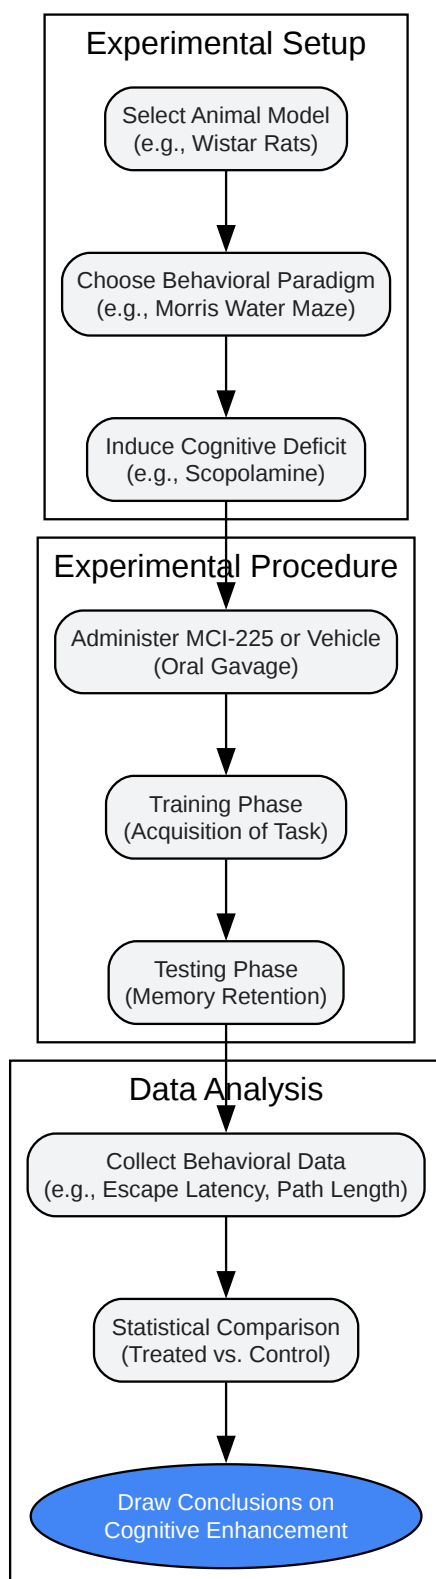 Experimental Setup
Select Animal Model
(e.g., Wistar Rats)
Choose Behavioral Paradigm
(e.g., Morris Water Maze)
Induce Cognitive Deficit
(e.g., Scopolamine)
Experimental Procedure
Administer MCI-225 or Vehicle
(Oral Gavage)
Training Phase
(Acquisition of Task)
Testing Phase
(Memory Retention)
Data Analysis
Collect Behavioral Data
(e.g., Escape Latency, Path Length)
Statistical Comparison
(Treated vs. Control)
Draw Conclusions on
Cognitive Enhancement